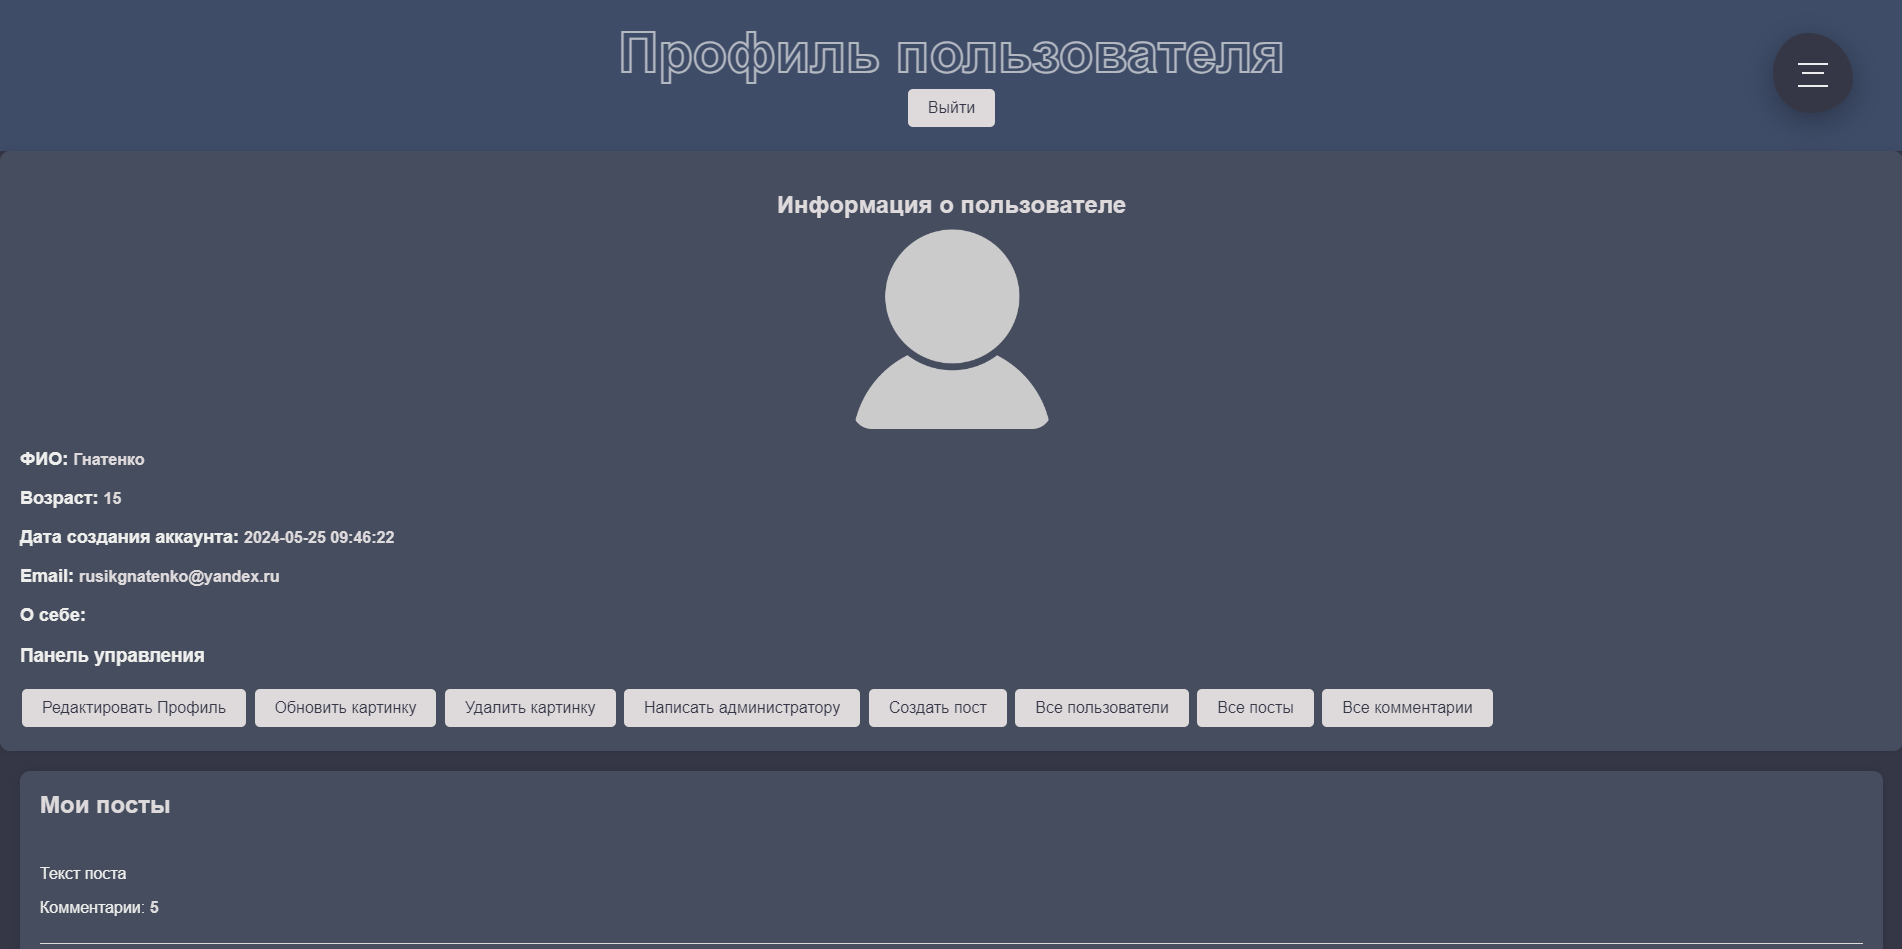 Профиль пользователя
Выйти
Информация о пользователе
ФИО: Гнатенко
Возраст: 15
Дата создания аккаунта: 2024-05-25 09:46:22
Email: rusikgnatenko@yandex.ru
О себе:
Панель управления
Редактировать Профиль Обновить картинку Удалить картинку Написать администратору Создать пост Все пользователи Все посты Все комментарии
Мои посты
Текст поста
Комментарии: 5